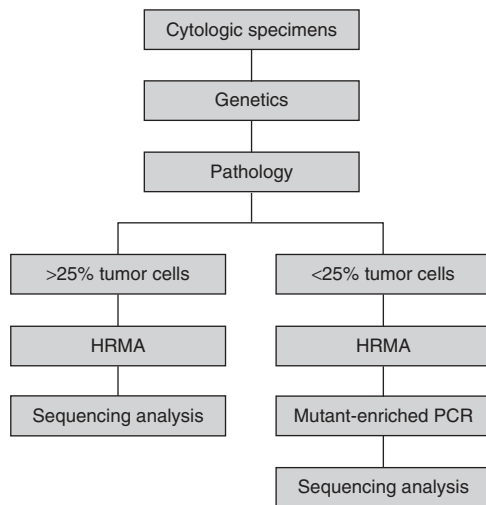 Cytologic specimens
Genetics
Pathology
>25% tumor cells
<25% tumor cells
HRMA
HRMA
Sequencing analysis
Mutant-enriched PCR
Sequencing analysis